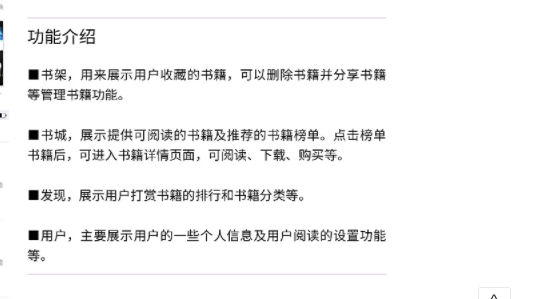 功能介绍
■书架，用来展示用户收藏的书籍，可以删除书籍并分享书籍
等管理书籍功能。
■书城，展示提供可阅读的书籍及推荐的书籍榜单。点击榜单
书籍后，可进入书籍详情页面，可阅读、下载、购买等。
■发现，展示用户打赏书籍的排行和书籍分类等。
■用户，主要展示用户的一些个人信息及用户阅读的设置功能
等。